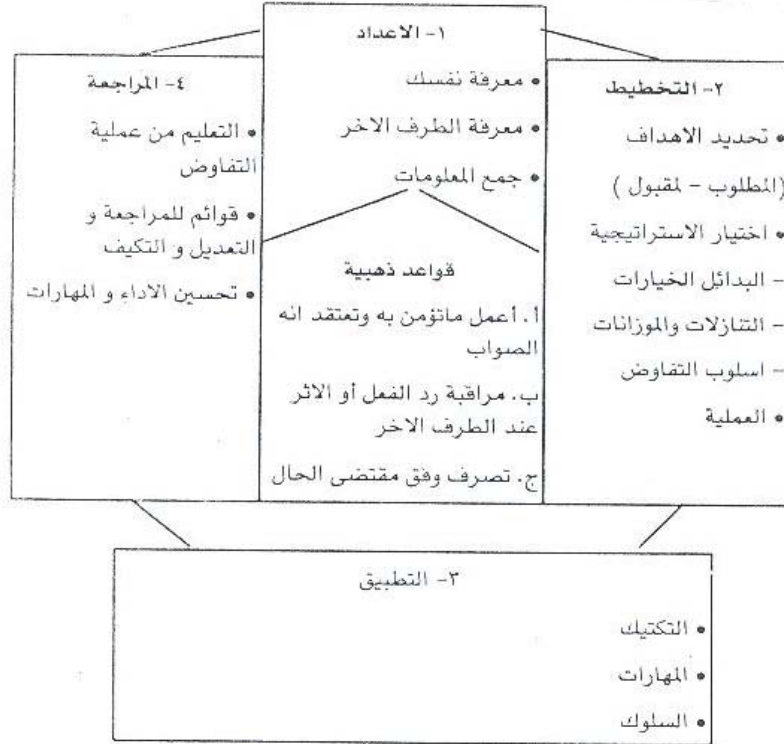 ١- الاعداد
• معرفة نفسك
• معرفة الطرف الاخر
• جمع المعلومات
٢- التخطيط
• تحديد الاهداف
(المطلوب - لمقبول )
• اختيار الاستراتيجية
- البدائل الخيارات
- التنازلات والموزانات
- اسلوب التفاوض
• العملية
قواعد ذهبية
أ. أعمل ماتؤمن به وتعتقد انه
الصواب
ب. مراقبة رد الفعل أو الاثر
عند الطرف الاخر
ج. تصرف وفق مقتضى الحال
٤- المراجعة
• التعليم من عملية
التفاوض
• قوائم للمراجعة و
التعديل و التكيف
• تحسين الاداء و المهارات
٣- التطبيق
• التكتيك
• المهارات
• السلوك